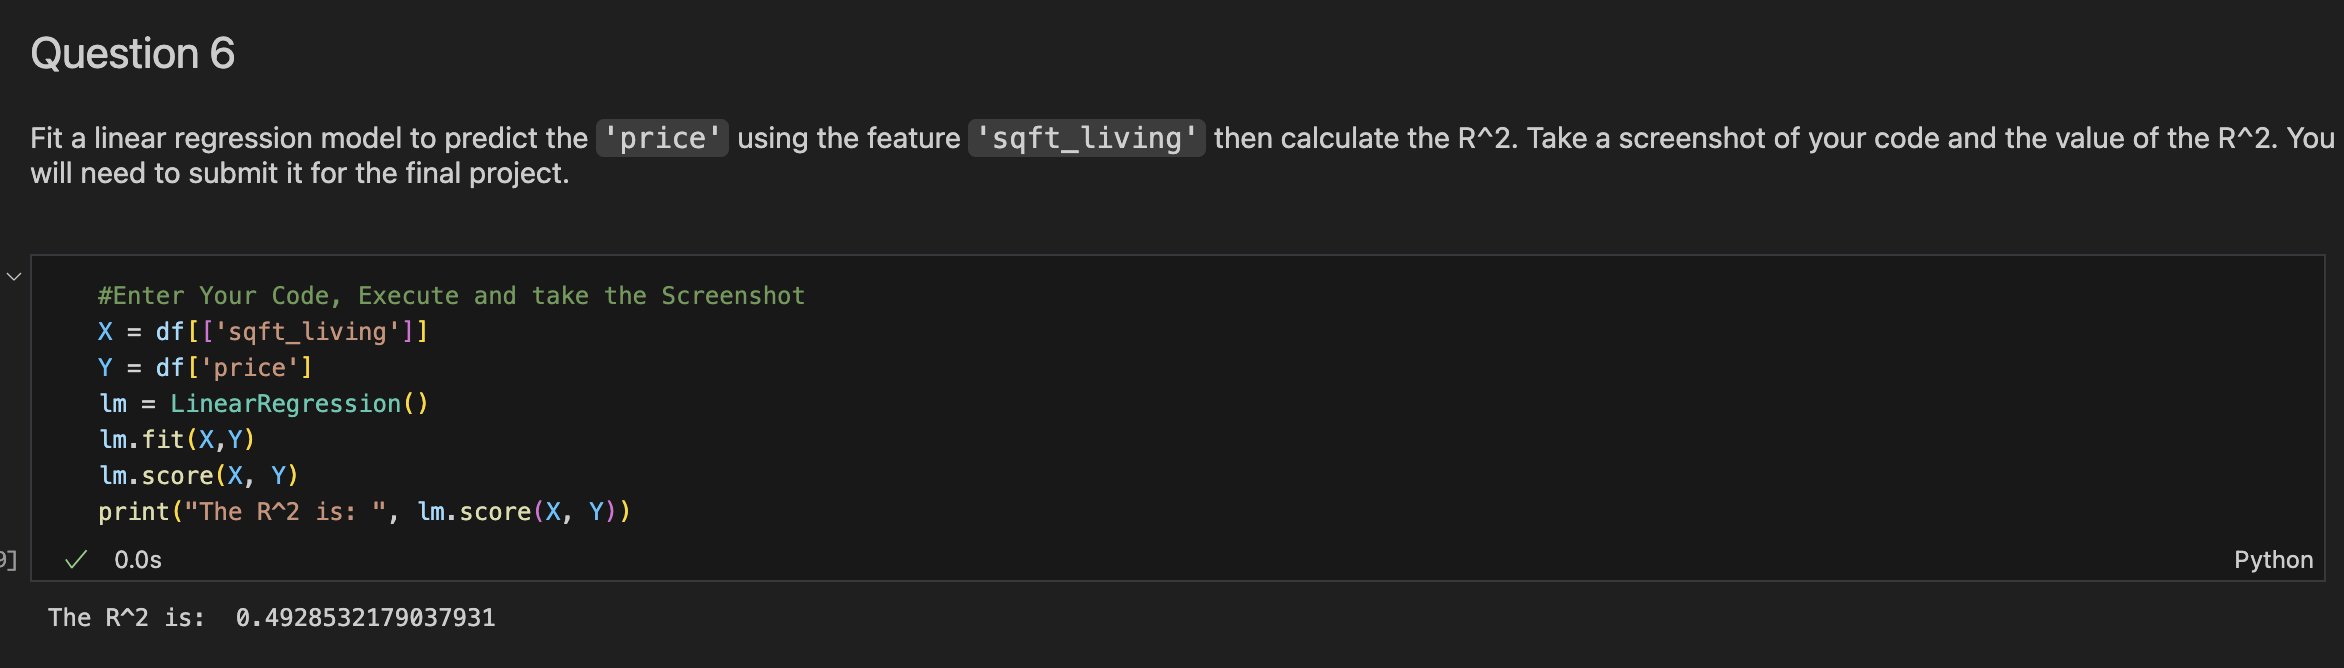 Question 6
Fit a linear regression model to predict the 'price' using the feature 'sqft_living' then calculate the R^2. Take a screenshot of your code and the value of the R^2. You
will need to submit it for the final project.
#Enter Your Code, Execute and take the Screenshot
X = df[['sqft_living']]
Y = df['price']
lm = LinearRegression()
lm.fit(X,Y)
lm.score(X, Y)
print("The R^2 is: ", lm.score(X, Y))
9] ✓ 0.0s Python
The R^2 is:  0.4928532179037931